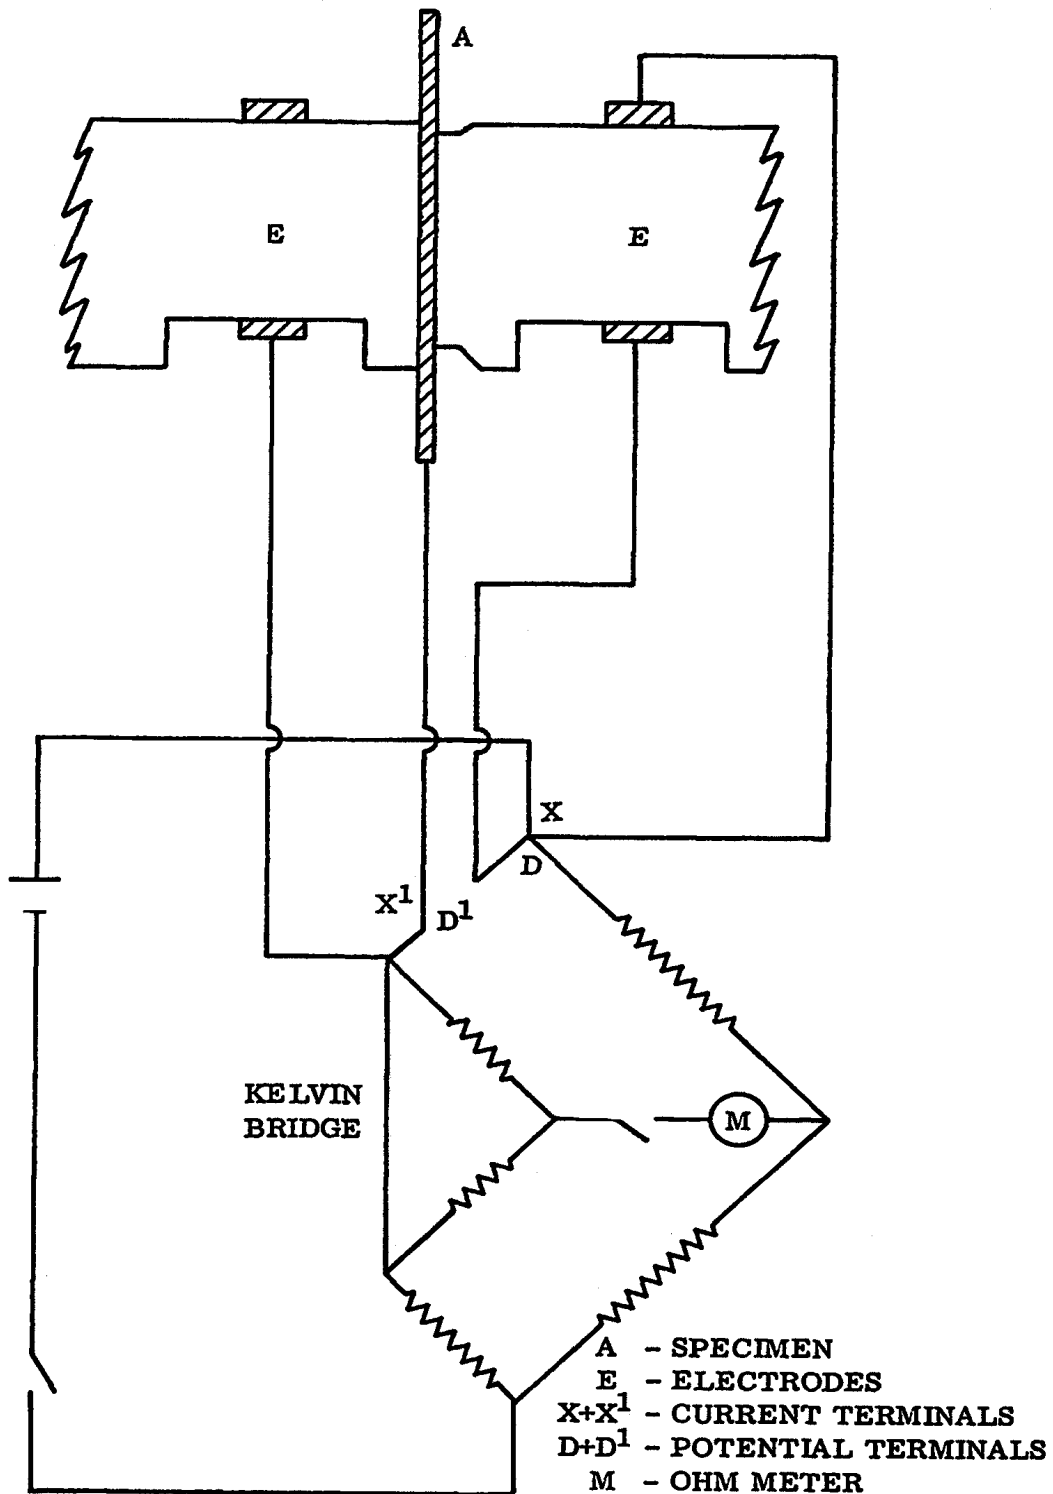 A
E
E
X
D
X¹
D¹
KELVIN
BRIDGE
M
A – SPECIMEN
E – ELECTRODES
X+X¹ – CURRENT TERMINALS
D+D¹ – POTENTIAL TERMINALS
M – OHM METER